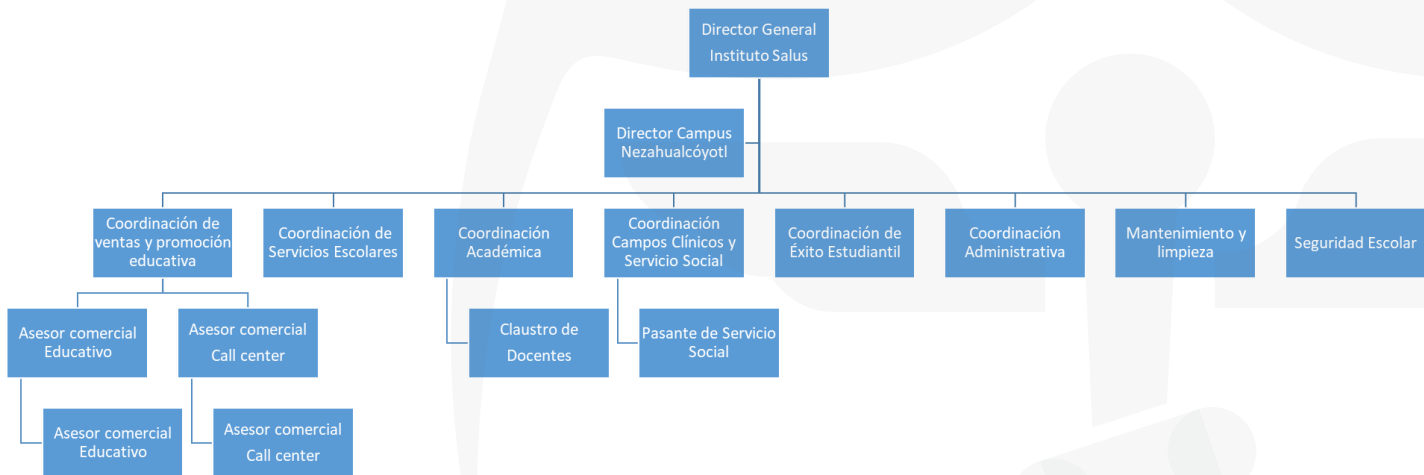 Director General
Instituto Salus
Director Campus
Nezahualcóyotl
Coordinación de
ventas y promoción
educativa
Coordinación de
Servicios Escolares
Coordinación
Académica
Coordinación
Campos Clínicos y
Servicio Social
Coordinación de
Éxito Estudiantil
Coordinación
Administrativa
Mantenimiento y
limpieza
Seguridad Escolar
Asesor comercial
Educativo
Asesor comercial
Call center
Claustro de
Docentes
Pasante de Servicio
Social
Asesor comercial
Educativo
Asesor comercial
Call center